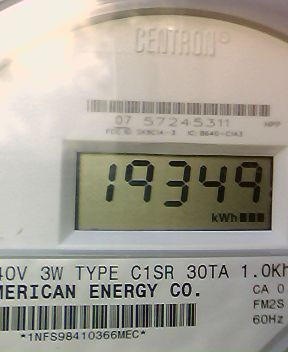 CENTRON®
07 57245311 NPP
19349
kWh
40V 3W TYPE C1SR 30TA 1.0Kh
MERICAN ENERGY CO. CA 0
FM2S
60Hz
*1NFS98410366MEC*